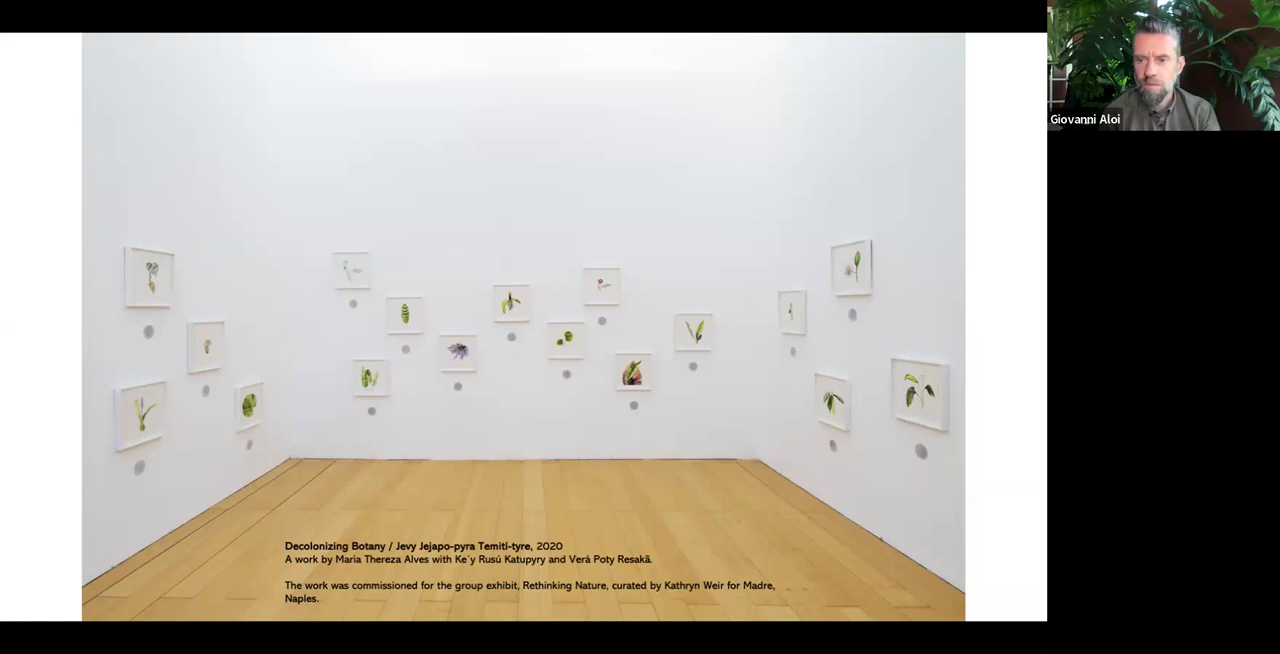 Giovanni Aloi
Decolonizing Botany / Jevy Jejapo-pyra Temití-tyre, 2020
A work by Maria Thereza Alves with Ke´y Rusú Katupyry and Verá Poty Resakã.
The work was commissioned for the group exhibit, Rethinking Nature, curated by Kathryn Weir for Madre,
Naples.